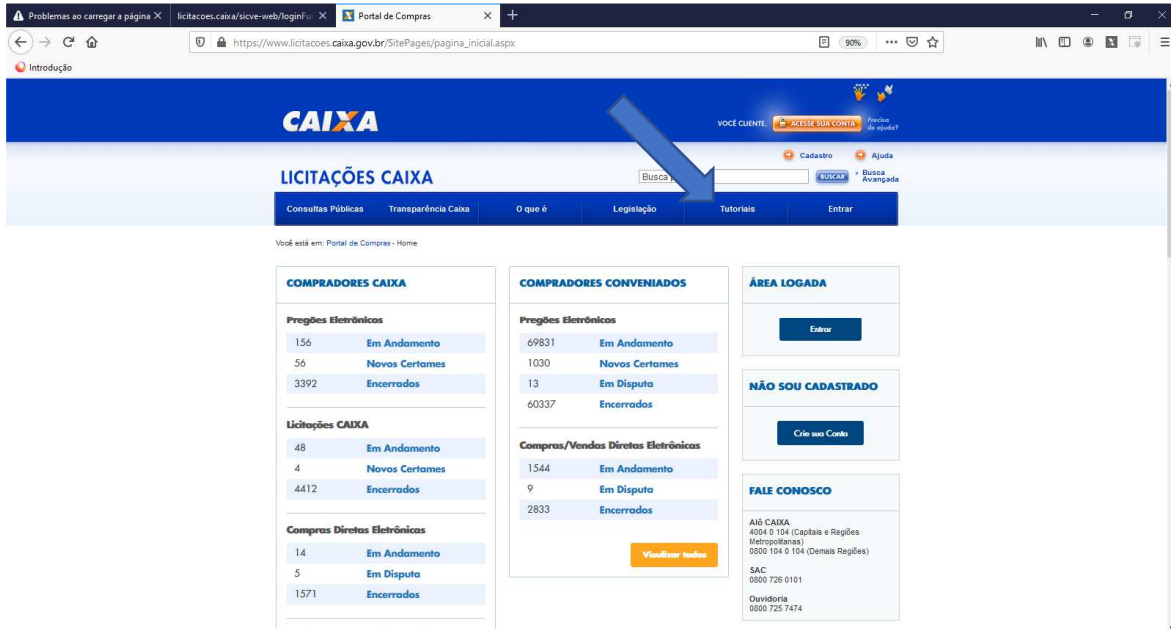 Problemas ao carregar a página
licitacoes.caixa/sicve-web/loginFu
Portal de Compras
https://www.licitacoes.caixa.gov.br/SitePages/pagina_inicial.aspx
90%
Introdução
CAIXA
VOCÊ CLIENTE,
ACESSE SUA CONTA
Precisa de ajuda?
Cadastro
Ajuda
LICITAÇÕES CAIXA
Busca
BUSCAR
Busca Avançada
Consultas Públicas
Transparência Caixa
O que é
Legislação
Tutoriais
Entrar
Você está em: Portal de Compras - Home
COMPRADORES CAIXA
Pregões Eletrônicos
156 Em Andamento
56 Novos Certames
3392 Encerrados
Licitações CAIXA
48 Em Andamento
4 Novos Certames
4412 Encerrados
Compras Diretas Eletrônicas
14 Em Andamento
5 Em Disputa
1571 Encerrados
COMPRADORES CONVENIADOS
Pregões Eletrônicos
69831 Em Andamento
1030 Novos Certames
13 Em Disputa
60337 Encerrados
Compras/Vendas Diretas Eletrônicas
1544 Em Andamento
9 Em Disputa
2833 Encerrados
Visualizar todos
ÁREA LOGADA
Entrar
NÃO SOU CADASTRADO
Crie sua Conta
FALE CONOSCO
Alô CAIXA
4004 0 104 (Capitais e Regiões
Metropolitanas)
0800 104 0 104 (Demais Regiões)
SAC
0800 726 0101
Ouvidoria
0800 725 7474